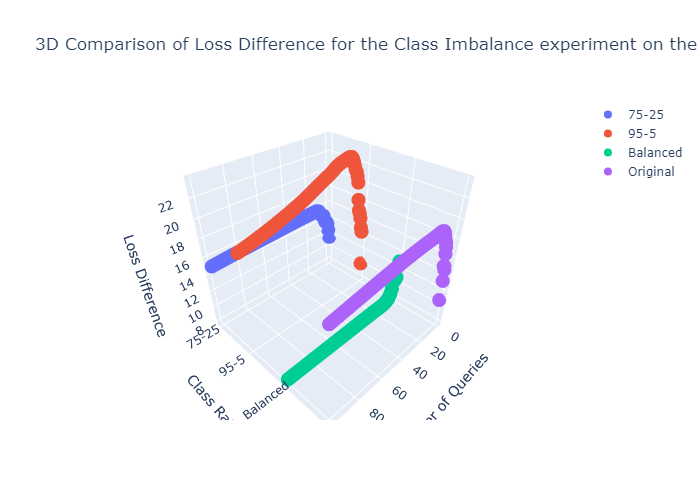 3D Comparison of Loss Difference for the Class Imbalance experiment on the
75-25
95-5
Balanced
Original
22
20
18
16
14
12
10
8
Loss Difference
75-25
95-5
Balanced
Class
0
20
40
60
80
of Queries